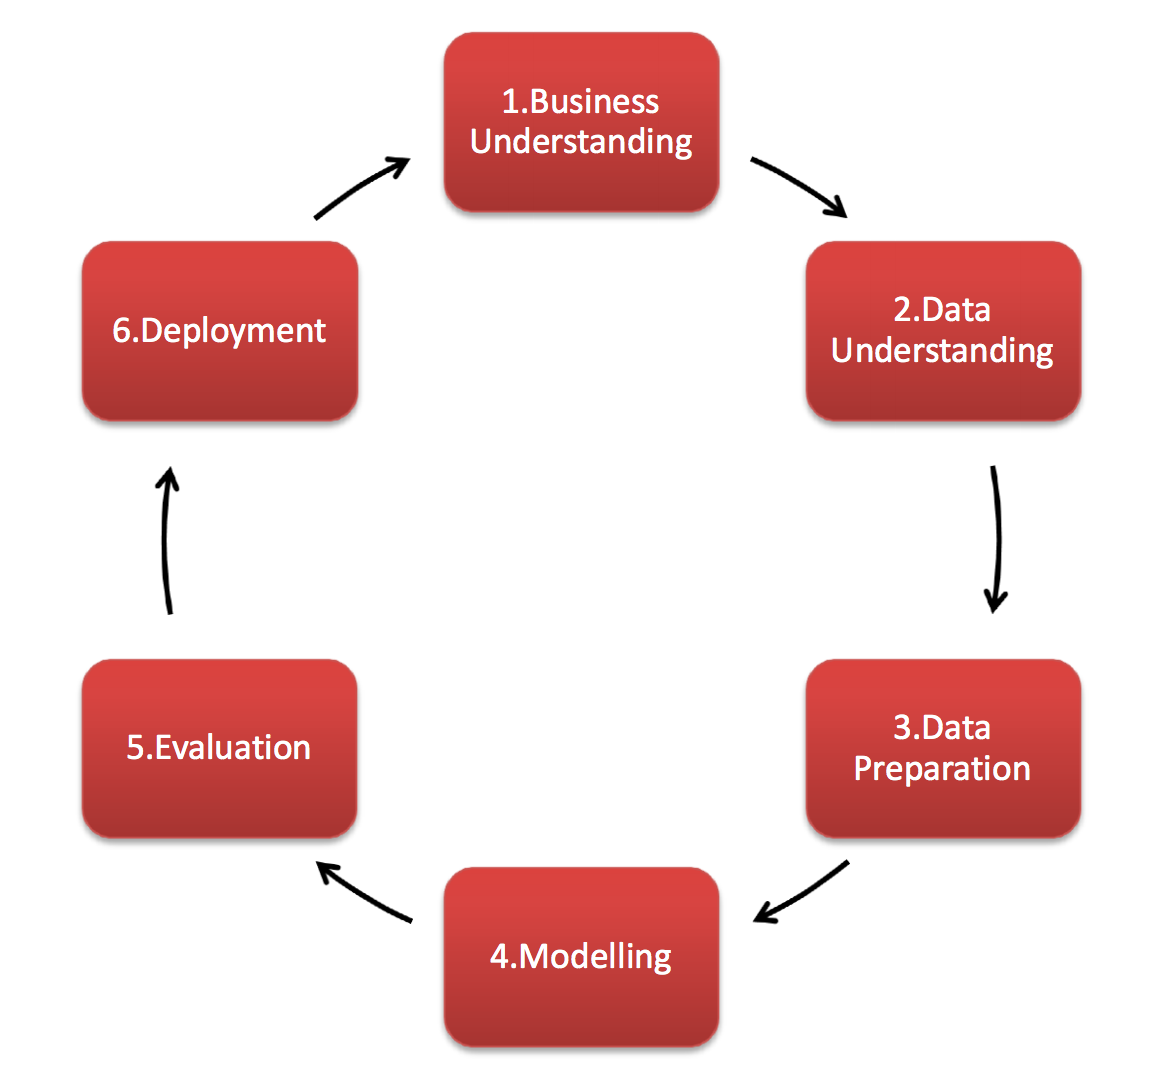 1.Business
Understanding
2.Data
Understanding
3.Data
Preparation
4.Modelling
5.Evaluation
6.Deployment